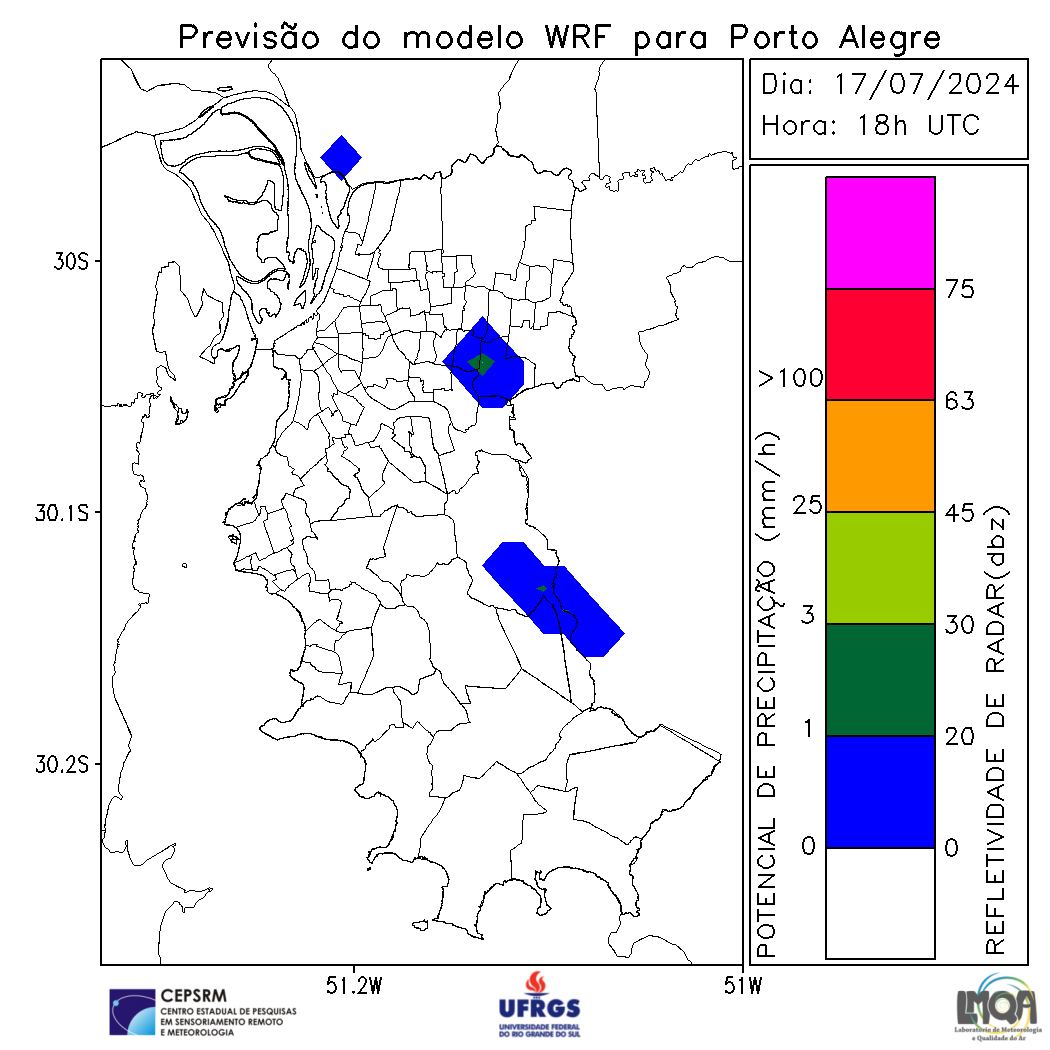 Previsão do modelo WRF para Porto Alegre
Dia: 17/07/2024
Hora: 18h UTC
30S
30.1S
30.2S
51.2W
51W
POTENCIAL DE PRECIPITAÇÃO (mm/h)
>100
25
3
1
0
75
63
45
30
20
0
REFLETIVIDADE DE RADAR(dbz)
CEPSRM
CENTRO ESTADUAL DE PESQUISAS
EM SENSORIAMENTO REMOTO
E METEOROLOGIA
UFRGS
UNIVERSIDADE FEDERAL
DO RIO GRANDE DO SUL
LMQA
Laboratório de Meteorologia
e Qualidade do Ar